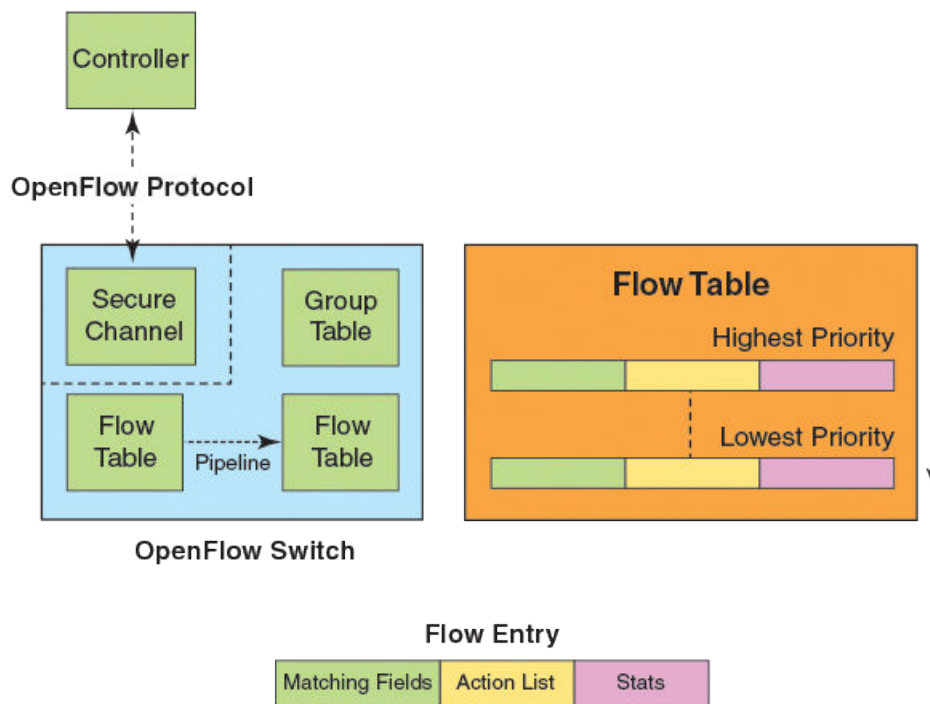 Controller
OpenFlow Protocol
Secure
Channel
Group
Table
Flow
Table
Pipeline
Flow
Table
OpenFlow Switch
Flow Table
Highest Priority
Lowest Priority
Flow Entry
Matching Fields
Action List
Stats